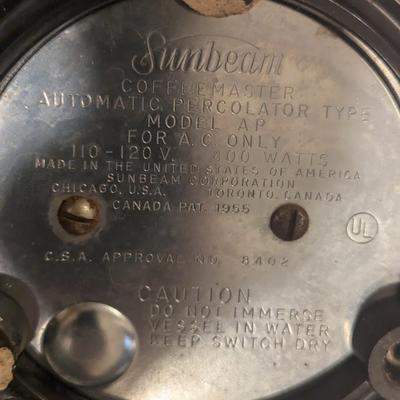 Sunbeam
COFFEEMASTER
AUTOMATIC PERCOLATOR TYPE
MODEL AP
FOR A.C. ONLY
110-120 V. 400 WATTS
MADE IN THE UNITED STATES OF AMERICA
SUNBEAM CORPORATION
CHICAGO, U.S.A. TORONTO, CANADA
CANADA PAT. 1955
UL
C.S.A. APPROVAL NO. 8402
CAUTION
DO NOT IMMERSE
VESSEL IN WATER
KEEP SWITCH DRY